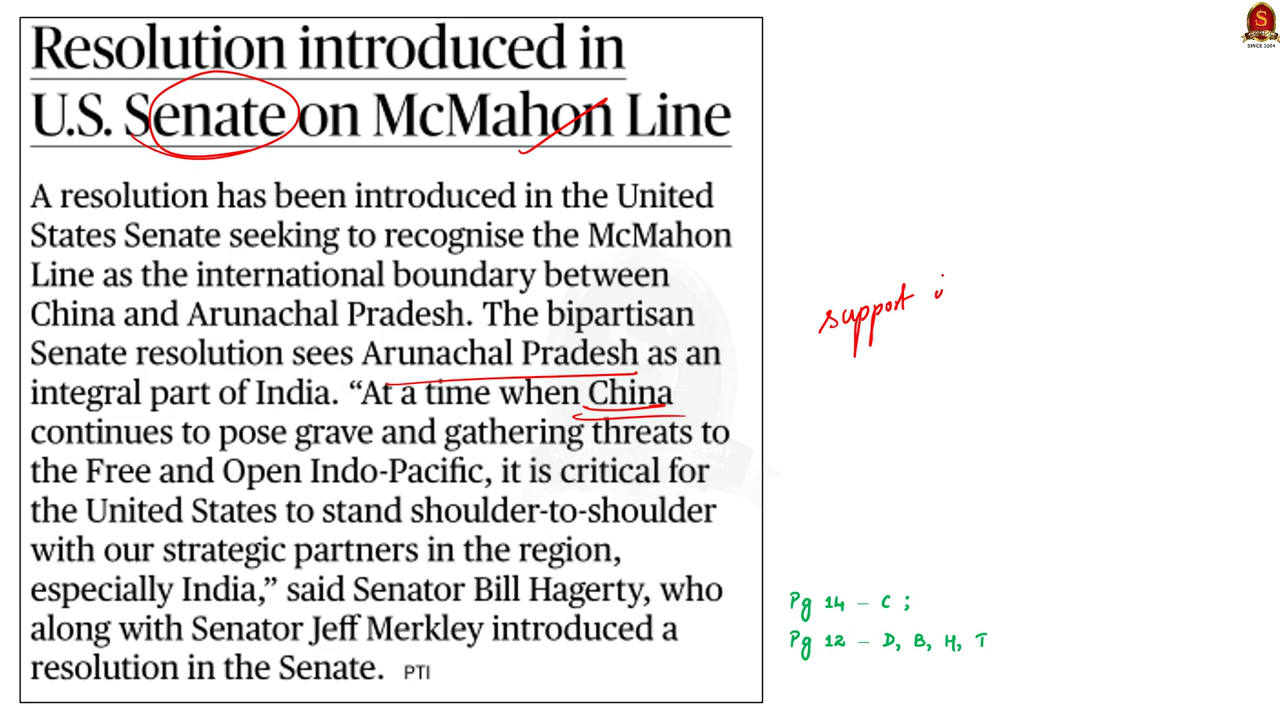 Resolution introduced in
U.S. Senate on McMahon Line
A resolution has been introduced in the United
States Senate seeking to recognise the McMahon
Line as the international boundary between
China and Arunachal Pradesh. The bipartisan
Senate resolution sees Arunachal Pradesh as an
integral part of India. “At a time when China
continues to pose grave and gathering threats to
the Free and Open Indo-Pacific, it is critical for
the United States to stand shoulder-to-shoulder
with our strategic partners in the region,
especially India,” said Senator Bill Hagerty, who
along with Senator Jeff Merkley introduced a
resolution in the Senate. PTI
S
SINCE 2004
support i
Pg 14 – C ;
Pg 12 – D, B, H, T